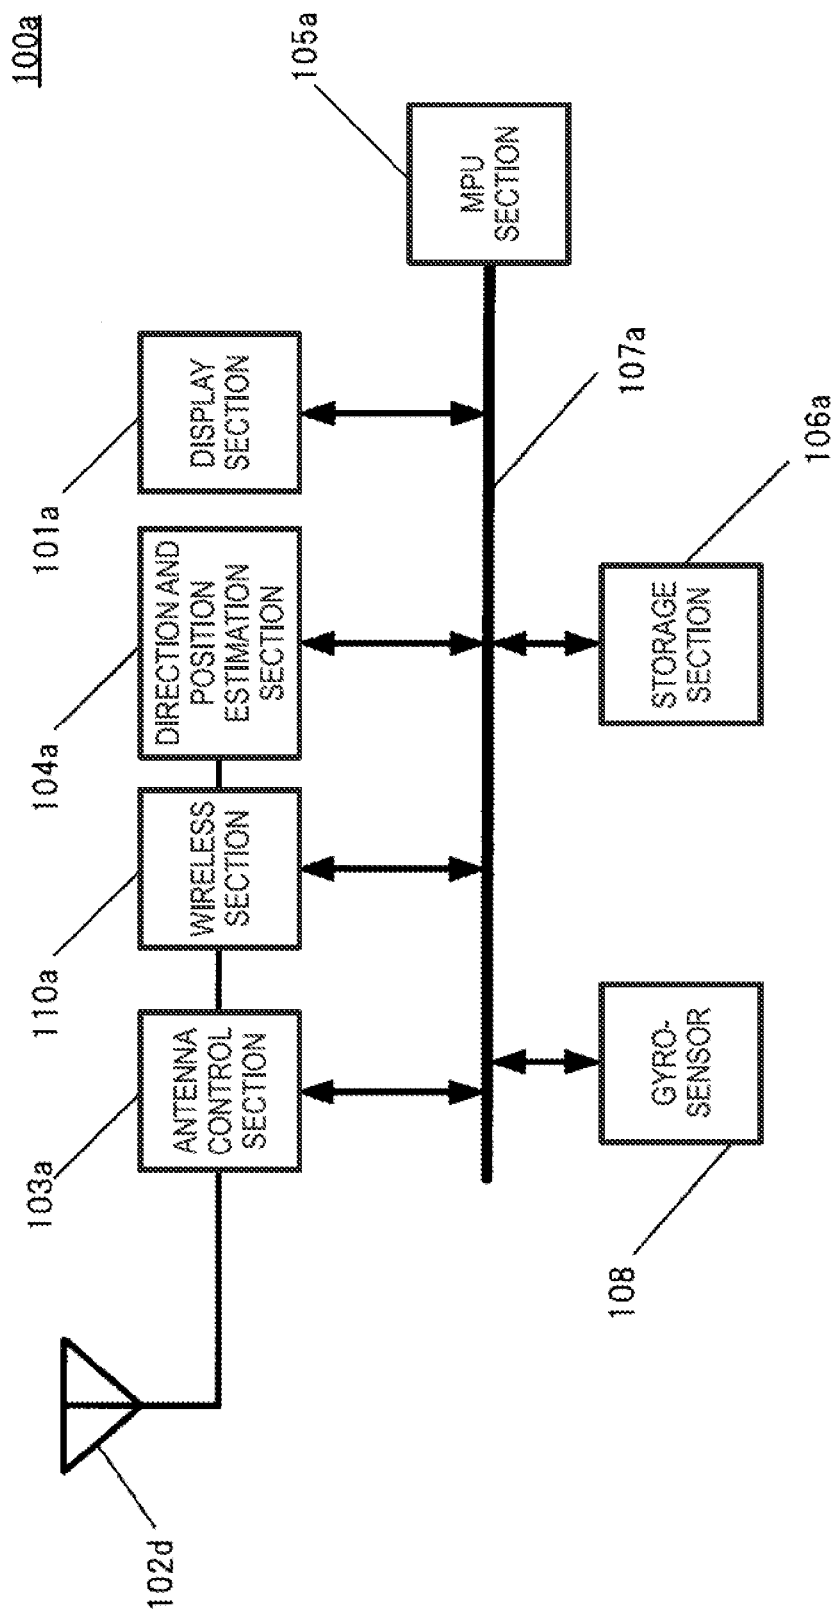 100a
102d
103a
ANTENNA
CONTROL
SECTION
110a
WIRELESS
SECTION
104a
DIRECTION AND
POSITION
ESTIMATION
SECTION
101a
DISPLAY
SECTION
105a
MPU
SECTION
107a
108
GYRO-
SENSOR
106a
STORAGE
SECTION